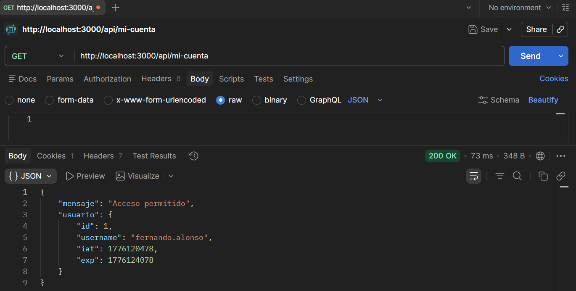 GET http://localhost:3000/a
No environment
http://localhost:3000/api/mi-cuenta
Save
Share
GET
http://localhost:3000/api/mi-cuenta
Send
Docs Params Authorization Headers 8 Body Scripts Tests Settings Cookies
none form-data x-www-form-urlencoded raw binary GraphQL JSON Schema Beautify
1
Body Cookies 1 Headers 7 Test Results 200 OK · 73 ms · 348 B
{} JSON Preview Visualize
1 {
2 "mensaje": "Acceso permitido",
3 "usuario": {
4 "id": 1,
5 "username": "fernando.alonso",
6 "iat": 1776120478,
7 "exp": 1776124078
8 }
9 }